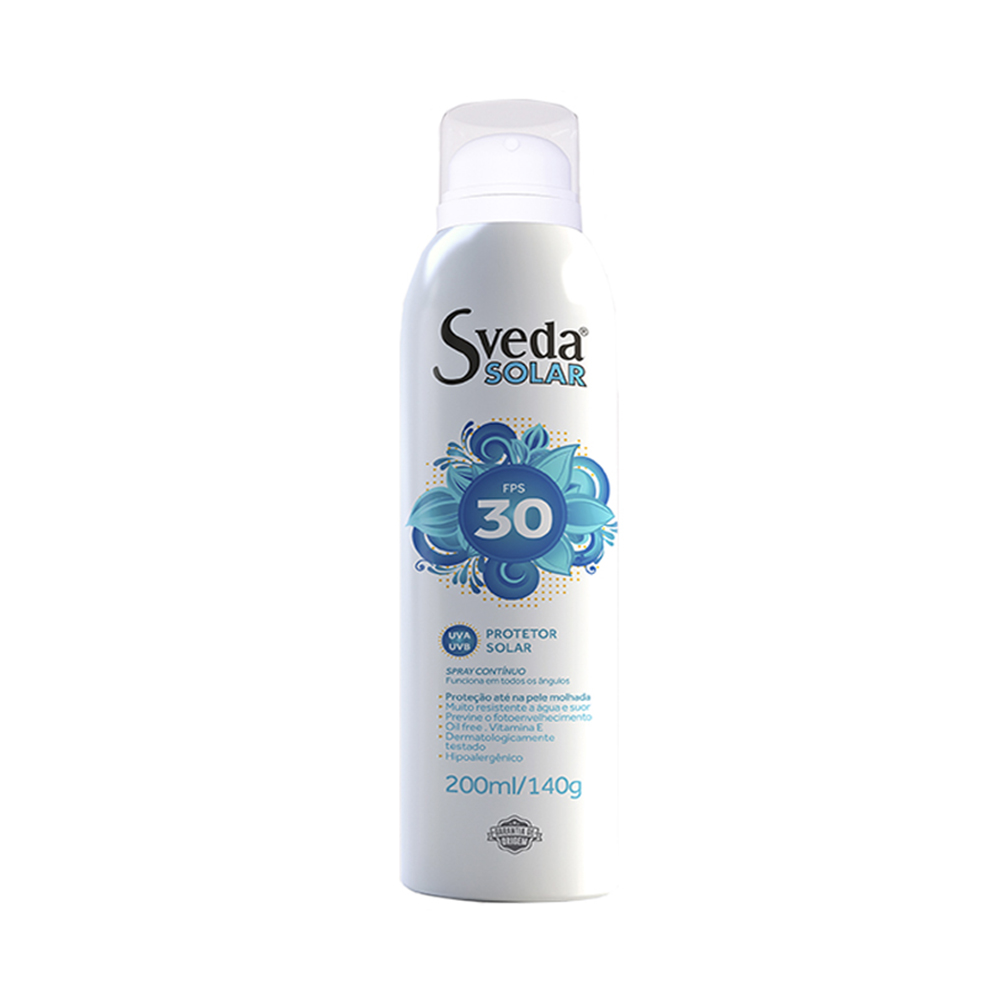 Sveda®
SOLAR
FPS
30
UVA
UVB
PROTETOR
SOLAR
SPRAY CONTÍNUO
Funciona em todos os ângulos
• Proteção até na pele molhada
• Muito resistente a água e suor
• Previne o fotoenvelhecimento
• Oil free . Vitamina E
• Dermatologicamente
testado
• Hipoalergênico
200ml/140g
GARANTIA DE
ORIGEM